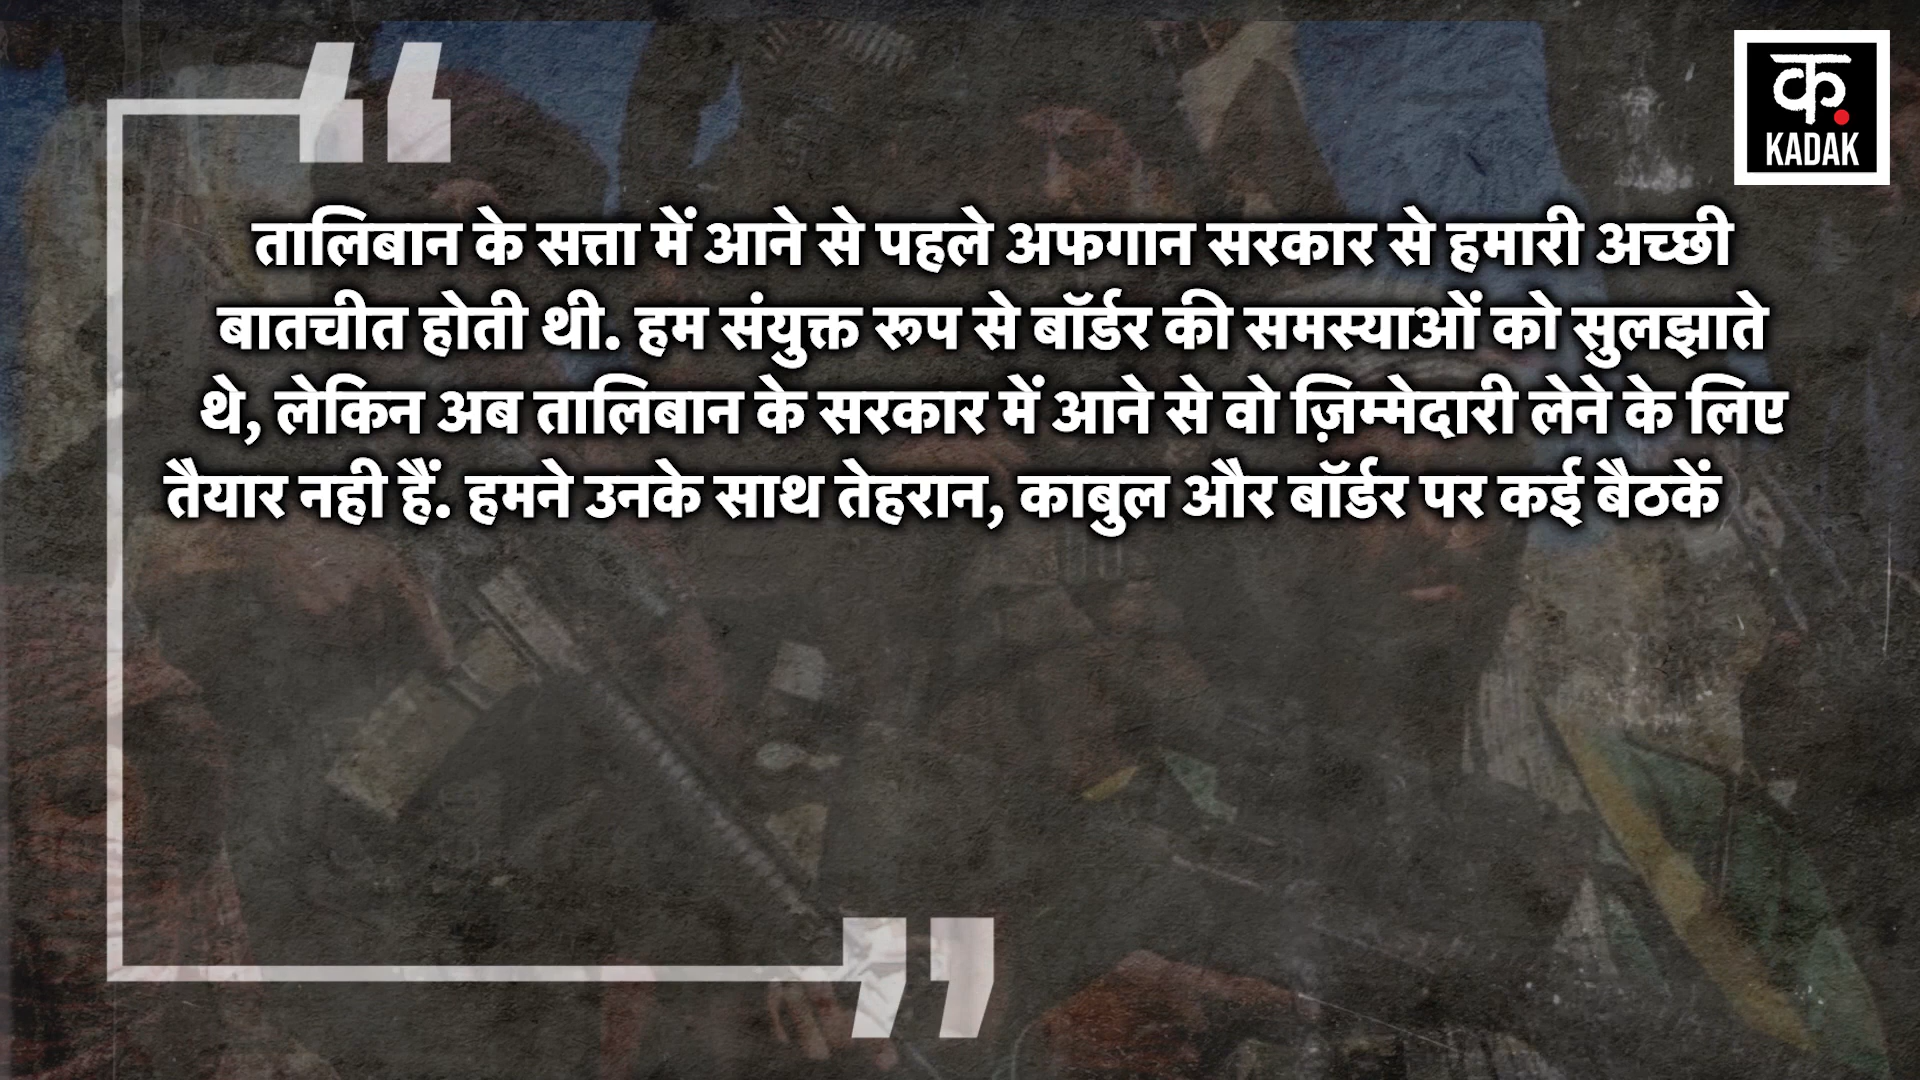 क
KADAK
तालिबान के सत्ता में आने से पहले अफगान सरकार से हमारी अच्छी
बातचीत होती थी. हम संयुक्त रूप से बॉर्डर की समस्याओं को सुलझाते
थे, लेकिन अब तालिबान के सरकार में आने से वो ज़िम्मेदारी लेने के लिए
तैयार नही हैं. हमने उनके साथ तेहरान, काबुल और बॉर्डर पर कई बैठकें